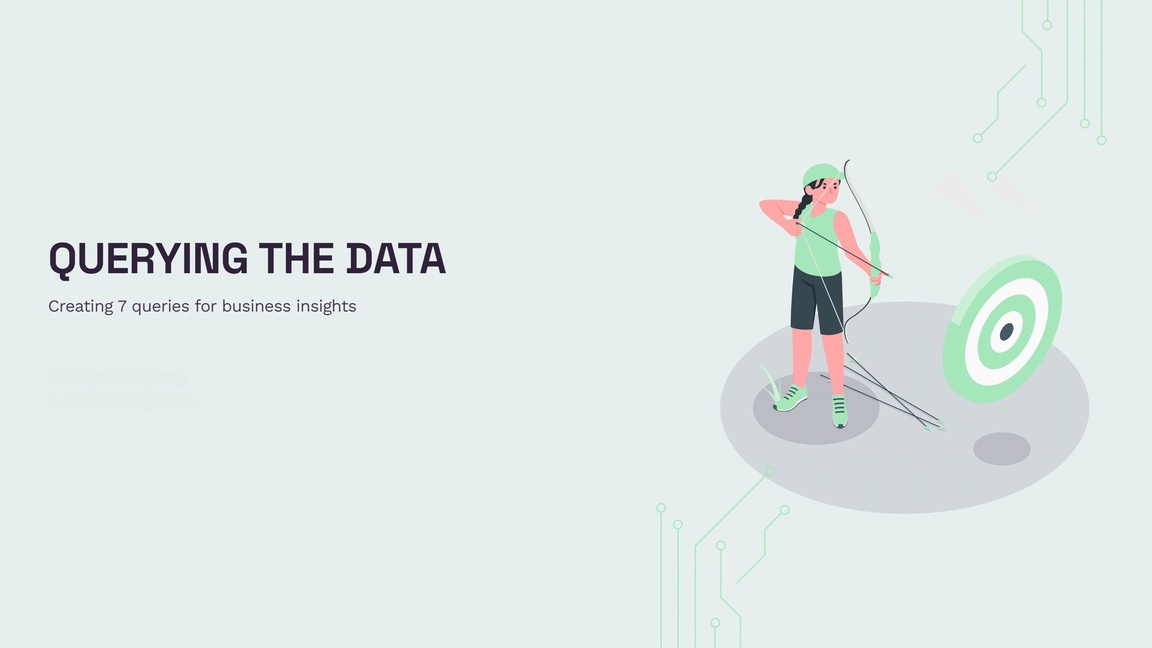 QUERYING THE DATA
Creating 7 queries for business insights